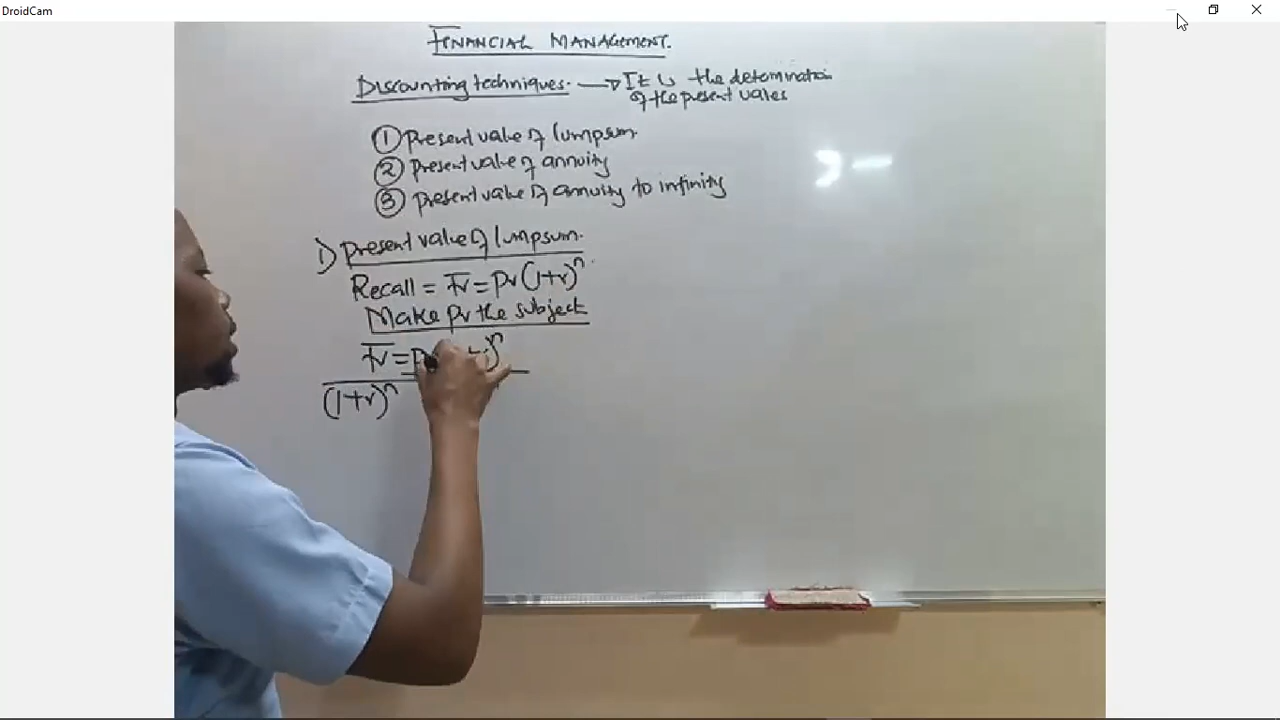 DroidCam
FINANCIAL MANAGEMENT.
Discounting techniques. → It is the determination
of the present values
① Present value of lumpsum
② Present value of annuity
③ present value of annuity to infinity
1) present value of lumpsum.
Recall = Fv = Pv(1+r)^n
Make Pv the subject
Fv = p )^n
(1+r)^n